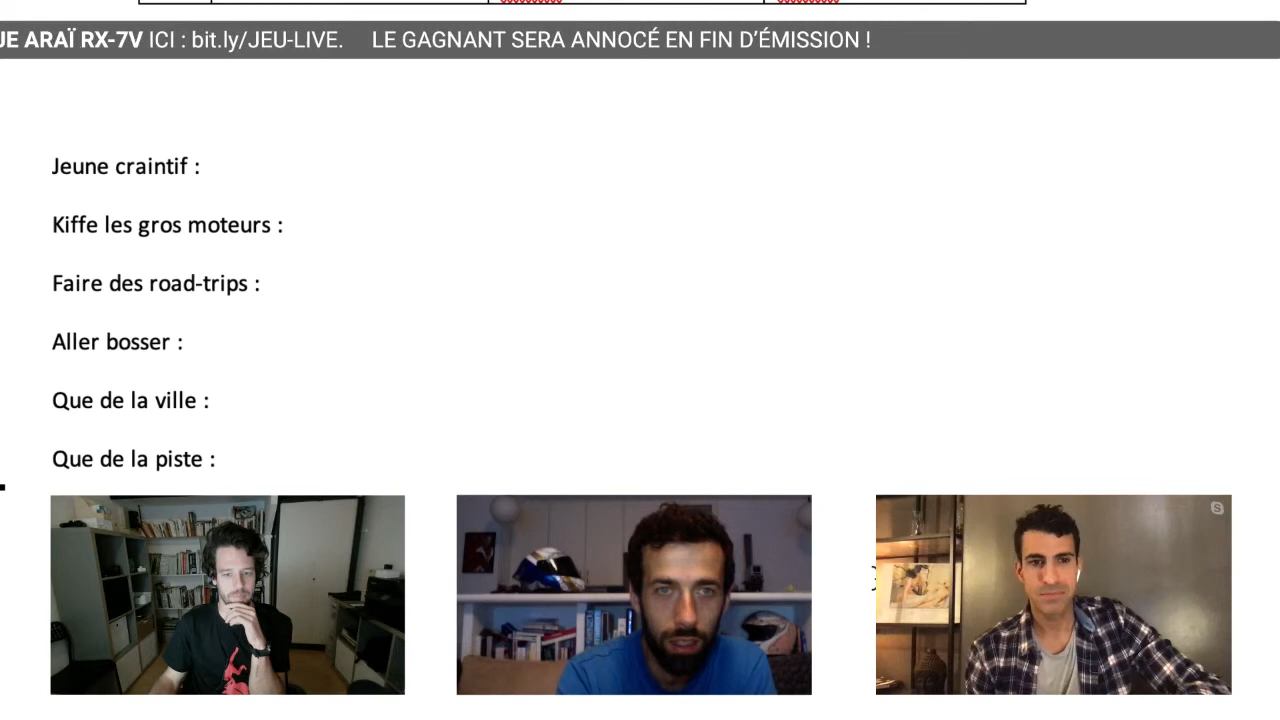 UE ARAÏ RX-7V ICI : bit.ly/JEU-LIVE. LE GAGNANT SERA ANNOCÉ EN FIN D'ÉMISSION !
Jeune craintif :
Kiffe les gros moteurs :
Faire des road-trips :
Aller bosser :
Que de la ville :
Que de la piste :